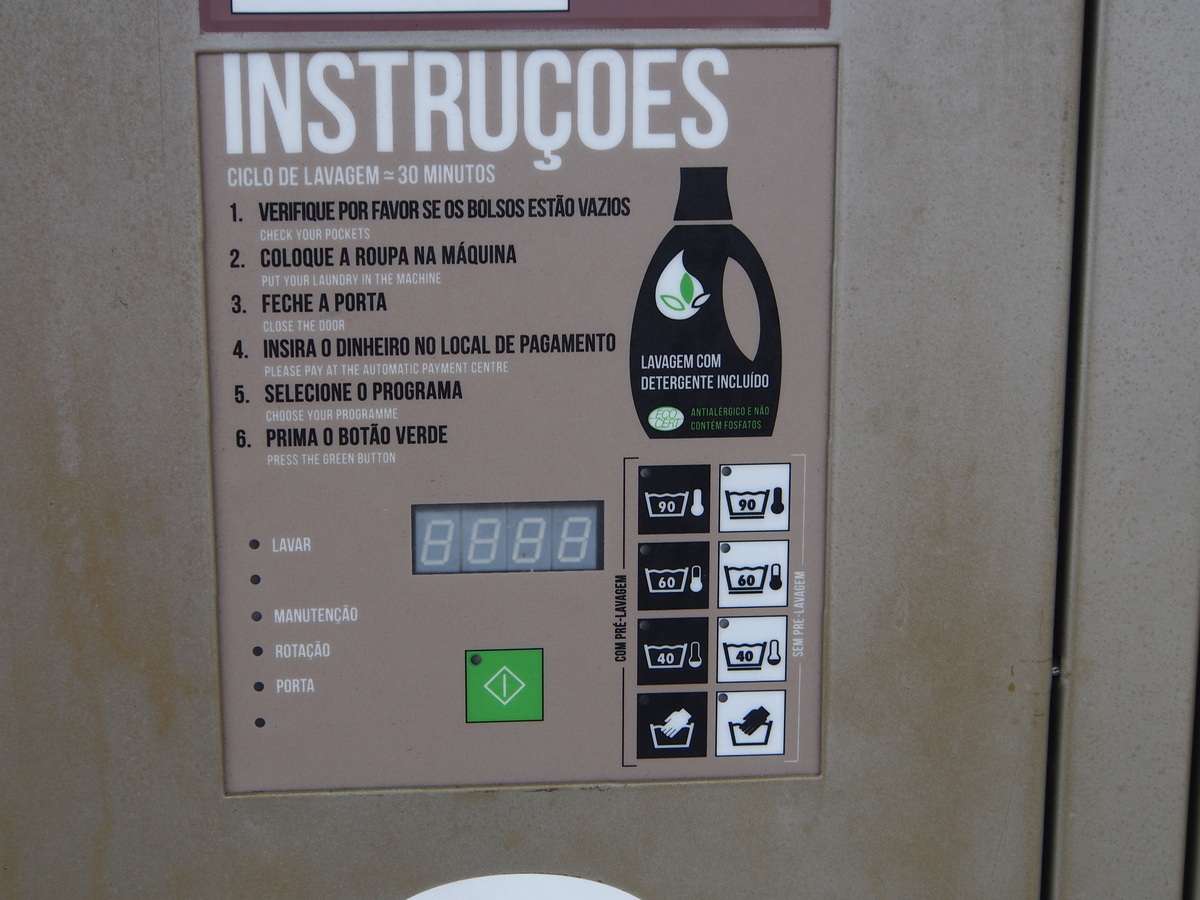 INSTRUÇOES
CICLO DE LAVAGEM ≈ 30 MINUTOS
1. VERIFIQUE POR FAVOR SE OS BOLSOS ESTÃO VAZIOS
CHECK YOUR POCKETS
2. COLOQUE A ROUPA NA MÁQUINA
PUT YOUR LAUNDRY IN THE MACHINE
3. FECHE A PORTA
CLOSE THE DOOR
4. INSIRA O DINHEIRO NO LOCAL DE PAGAMENTO
PLEASE PAY AT THE AUTOMATIC PAYMENT CENTRE
5. SELECIONE O PROGRAMA
CHOOSE YOUR PROGRAMME
6. PRIMA O BOTÃO VERDE
PRESS THE GREEN BUTTON
LAVAGEM COM
DETERGENTE INCLUÍDO
ECO
CERT
ANTIALÉRGICO E NÃO
CONTÉM FOSFATOS
LAVAR
MANUTENÇÃO
ROTAÇÃO
PORTA
8888
COM PRÉ-LAVAGEM
90 90
60 60
40 40
SEM PRE-LAVAGEM